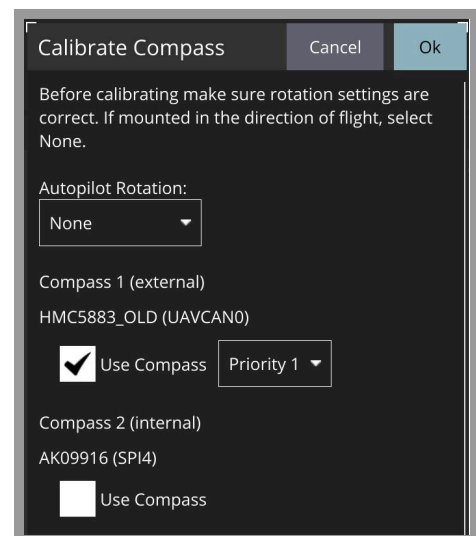 Calibrate Compass Cancel Ok
Before calibrating make sure rotation settings are
correct. If mounted in the direction of flight, select
None.
Autopilot Rotation:
None
Compass 1 (external)
HMC5883_OLD (UAVCAN0)
Use Compass Priority 1
Compass 2 (internal)
AK09916 (SPI4)
Use Compass